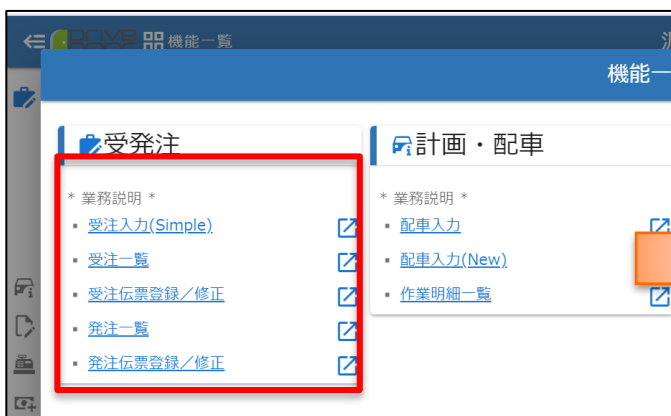 機能一覧
機能一
受発注
* 業務説明 *
受注入力(Simple)
受注一覧
受注伝票登録／修正
発注一覧
発注伝票登録／修正
計画・配車
* 業務説明 *
配車入力
配車入力(New)
作業明細一覧